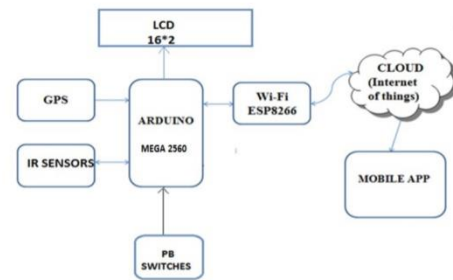 LCD
16*2
GPS
ARDUINO
MEGA 2560
Wi-Fi
ESP8266
CLOUD
(Internet
of things)
IR SENSORS
MOBILE APP
PB
SWITCHES